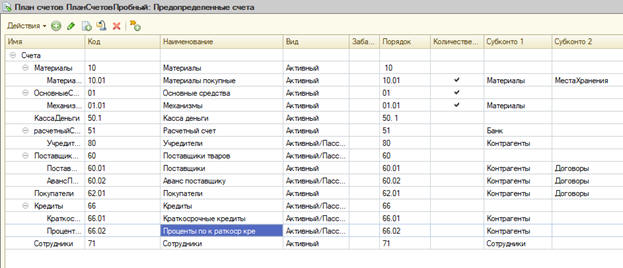 План счетов ПланСчетовПробный: Предопределенные счета
Действия
Имя Код Наименование Вид Заба... Порядок Количестве... Субконто 1 Субконто 2
Счета
Материалы 10 Материалы Активный 10
Материа... 10.01 Материалы покупные Активный 10.01 Материалы МестаХранения
ОсновныеС... 01 Основные средства Активный 01
Механиз... 01.01 Механизмы Активный 01.01 Материалы
КассаДеньги 50.1 Касса деньги Активный 50. 1
расчетныйС... 51 Расчетный счет Активный 51 Банк
Учредит... 80 Учредители Активный/Пасс... 80 Контрагенты
Поставщик... 60 Поставщики тваров Активный/Пасс... 60
Постав... 60.01 Поставщики Активный/Пасс... 60.01 Контрагенты Договоры
АвансП... 60.02 Аванс поставщику Активный/Пасс... 60.02 Контрагенты Договоры
Покупатели 62.01 Покупатели Активный/Пасс... 62.01 Контрагенты Договоры
Кредиты 66 Кредиты Активный/Пасс... 66
Краткос... 66.01 Краткосрочные кредиты Активный/Пасс... 66.01 Контрагенты
Процент... 66.02 Проценты по к раткоср кре Активный/Пасс... 66.02 Контрагенты
Сотрудники 71 Сотрудники Активный 71 Сотрудники